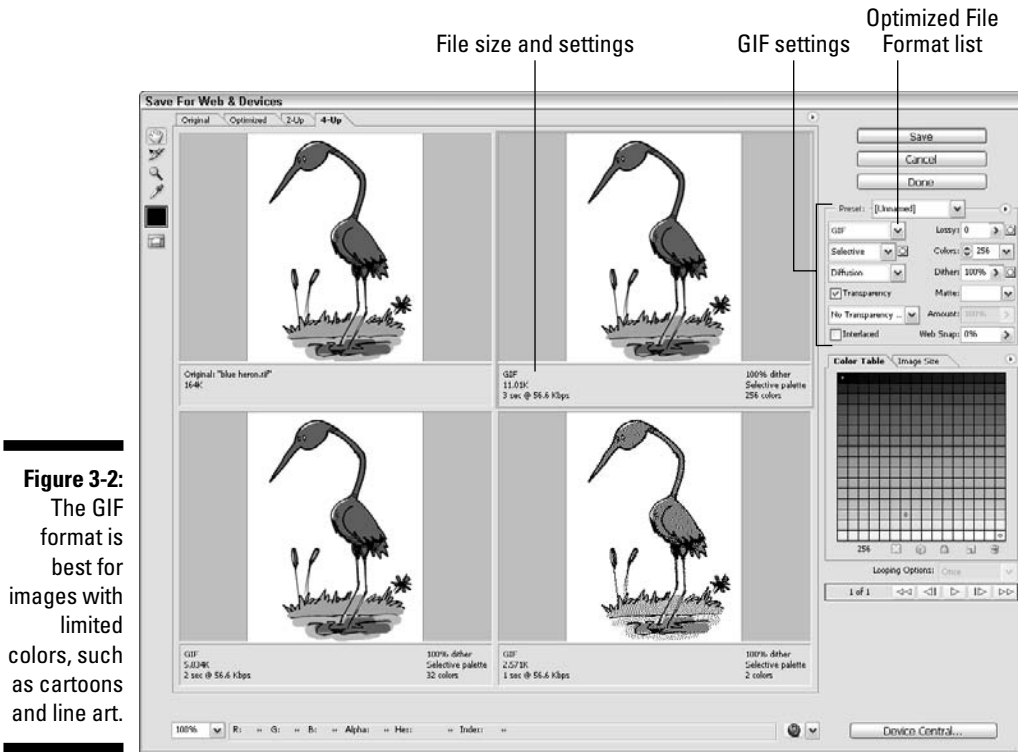 Optimized File
Format list
File size and settings
GIF settings
Save For Web & Devices
Original Optimized 2-Up 4-Up
Save
Cancel
Done
Preset: [Unnamed]
GIF Lossy: 0
Selective Colors: 256
Diffusion Dither: 100%
Transparency Matte:
No Transparency ... Amount: 100%
Interlaced Web Snap: 0%
Original: "blue heron.tif"
164K
GIF 100% dither
11.01K Selective palette
3 sec @ 56.6 Kbps 256 colors
Color Table Image Size
256
Looping Options: Once
1 of 1
GIF 100% dither
5.034K Selective palette
2 sec @ 56.6 Kbps 32 colors
GIF 100% dither
2.571K Selective palette
1 sec @ 56.6 Kbps 2 colors
100% R: -- G: -- B: -- Alpha: -- Hex: -- Index: --
Device Central...
Figure 3-2:
The GIF
format is
best for
images with
limited
colors, such
as cartoons
and line art.